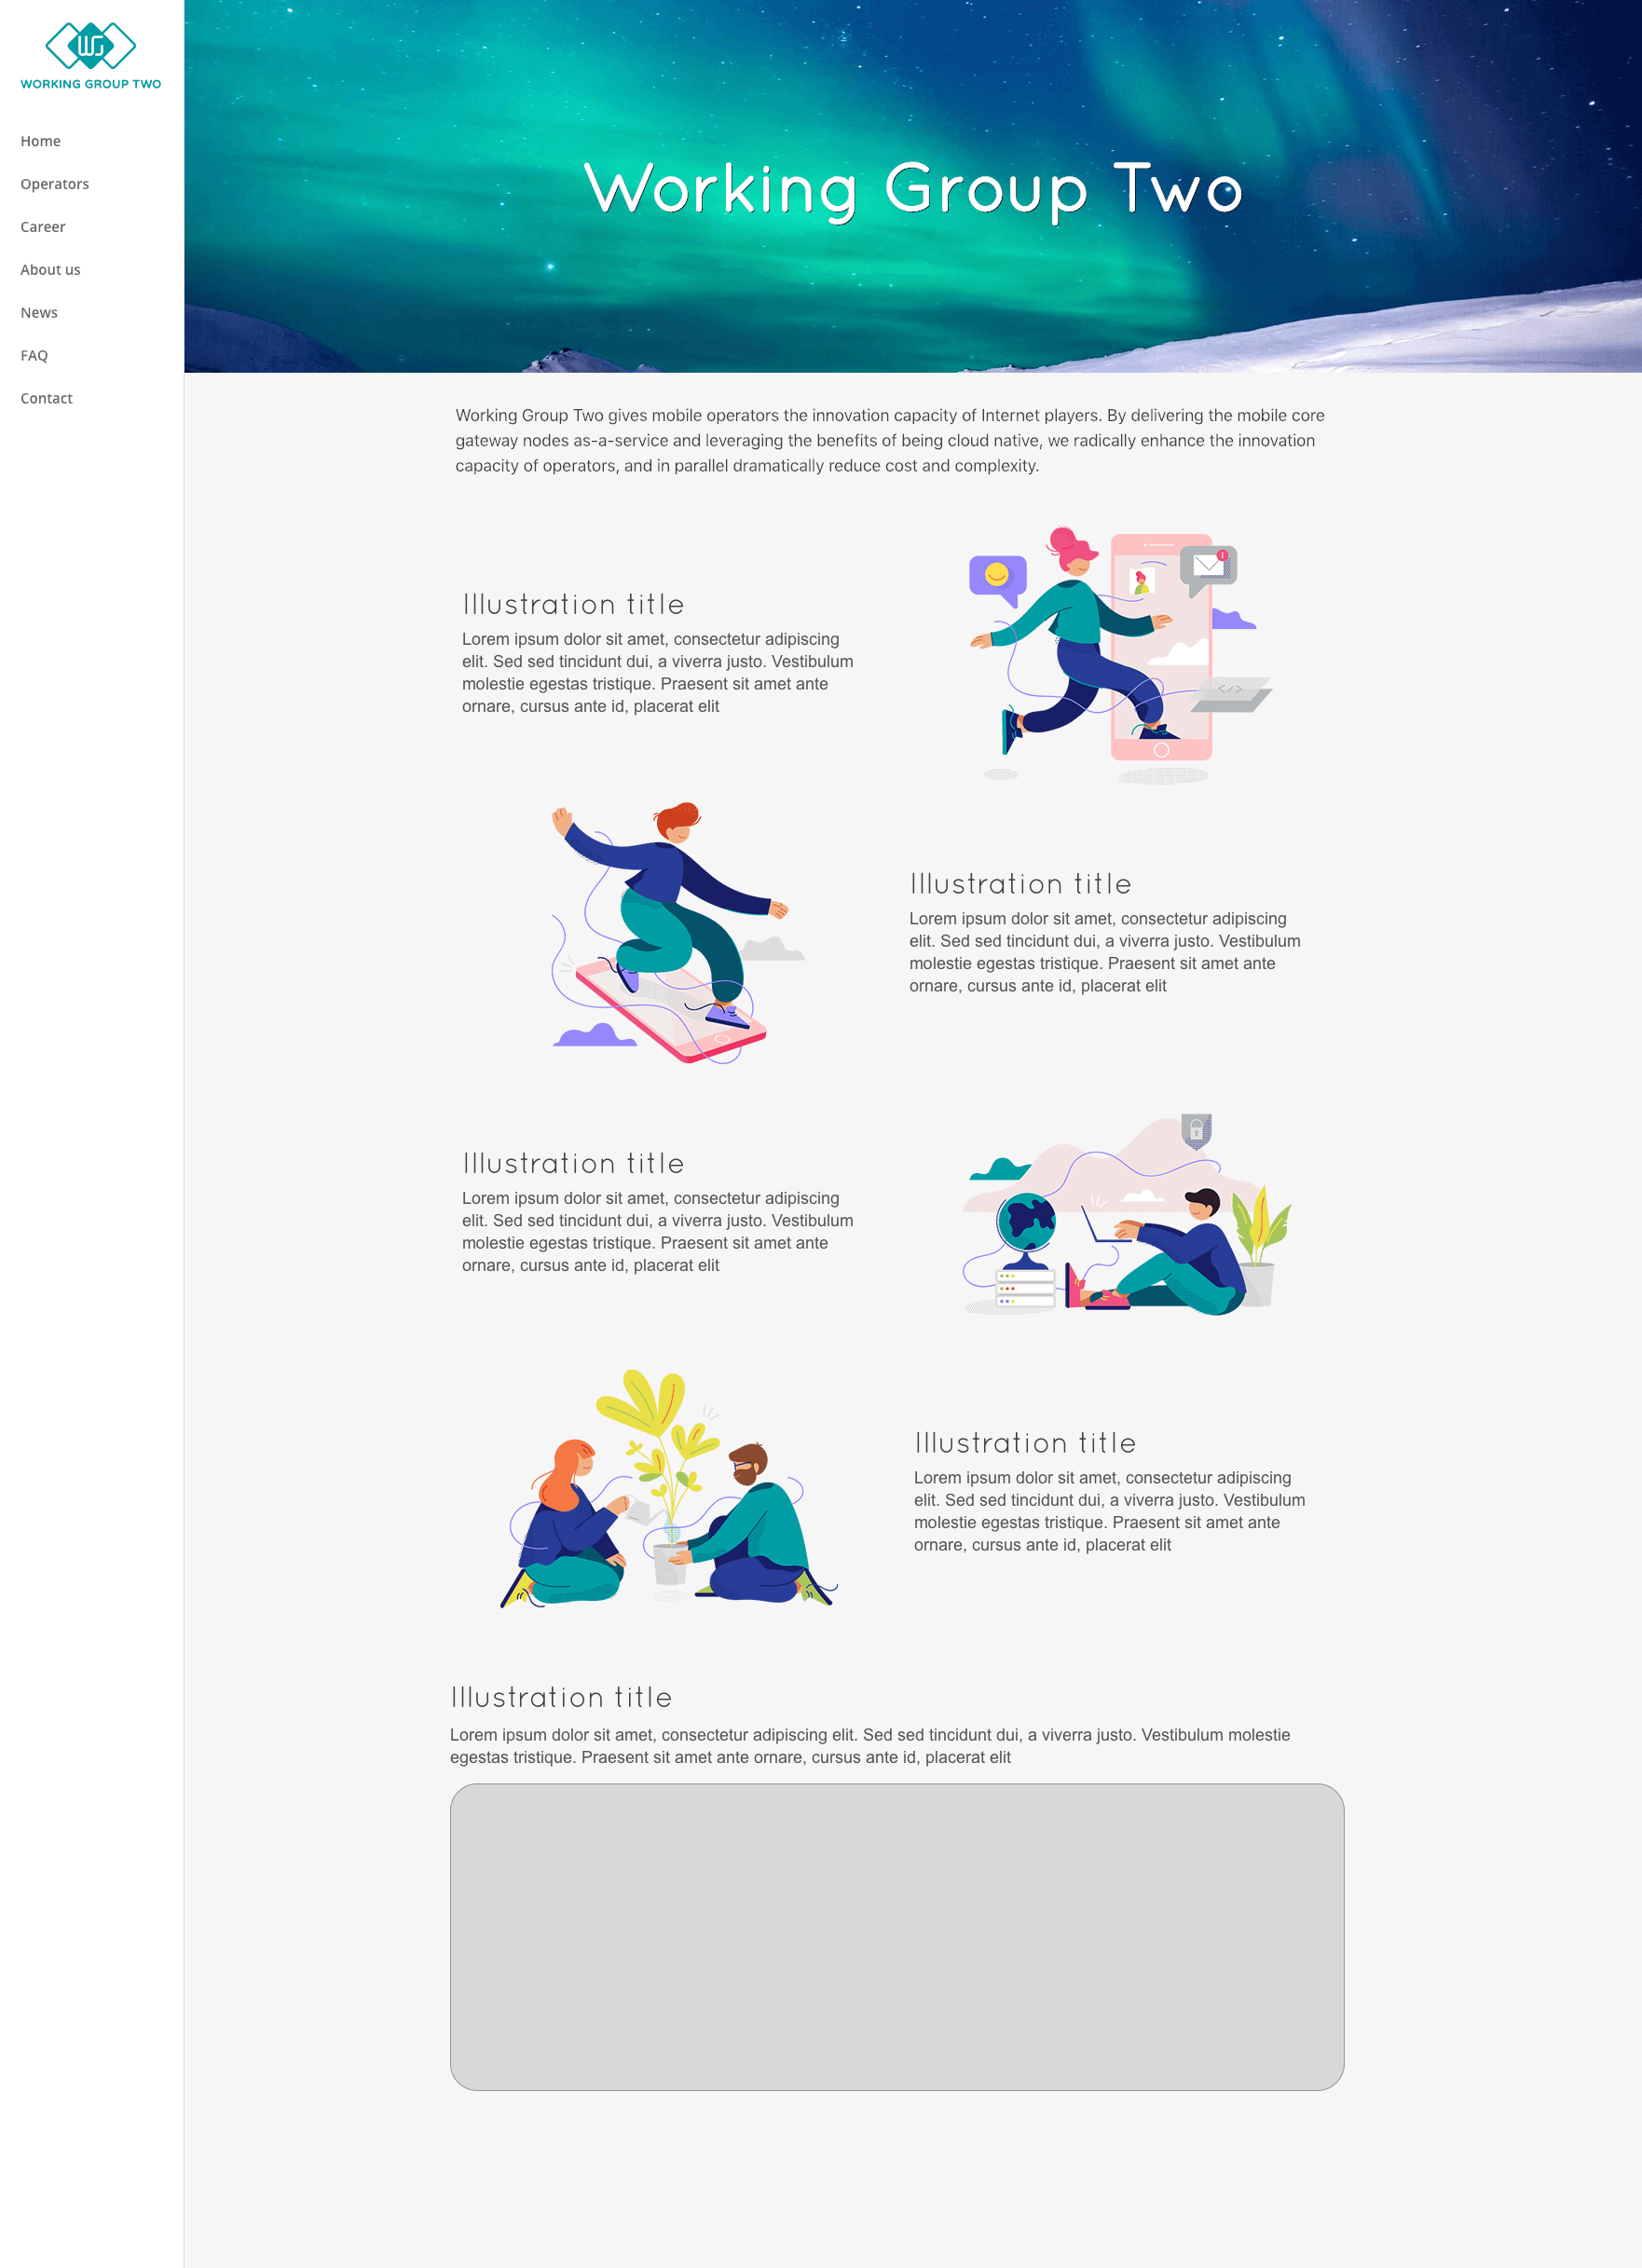 WORKING GROUP TWO
Home
Operators
Career
About us
News
FAQ
Contact
Working Group Two
Working Group Two gives mobile operators the innovation capacity of Internet players. By delivering the mobile core
gateway nodes as-a-service and leveraging the benefits of being cloud native, we radically enhance the innovation
capacity of operators, and in parallel dramatically reduce cost and complexity.
Illustration title
Lorem ipsum dolor sit amet, consectetur adipiscing
elit. Sed sed tincidunt dui, a viverra justo. Vestibulum
molestie egestas tristique. Praesent sit amet ante
ornare, cursus ante id, placerat elit
</>
Illustration title
Lorem ipsum dolor sit amet, consectetur adipiscing
elit. Sed sed tincidunt dui, a viverra justo. Vestibulum
molestie egestas tristique. Praesent sit amet ante
ornare, cursus ante id, placerat elit
Illustration title
Lorem ipsum dolor sit amet, consectetur adipiscing
elit. Sed sed tincidunt dui, a viverra justo. Vestibulum
molestie egestas tristique. Praesent sit amet ante
ornare, cursus ante id, placerat elit
Illustration title
Lorem ipsum dolor sit amet, consectetur adipiscing
elit. Sed sed tincidunt dui, a viverra justo. Vestibulum
molestie egestas tristique. Praesent sit amet ante
ornare, cursus ante id, placerat elit
Illustration title
Lorem ipsum dolor sit amet, consectetur adipiscing elit. Sed sed tincidunt dui, a viverra justo. Vestibulum molestie
egestas tristique. Praesent sit amet ante ornare, cursus ante id, placerat elit